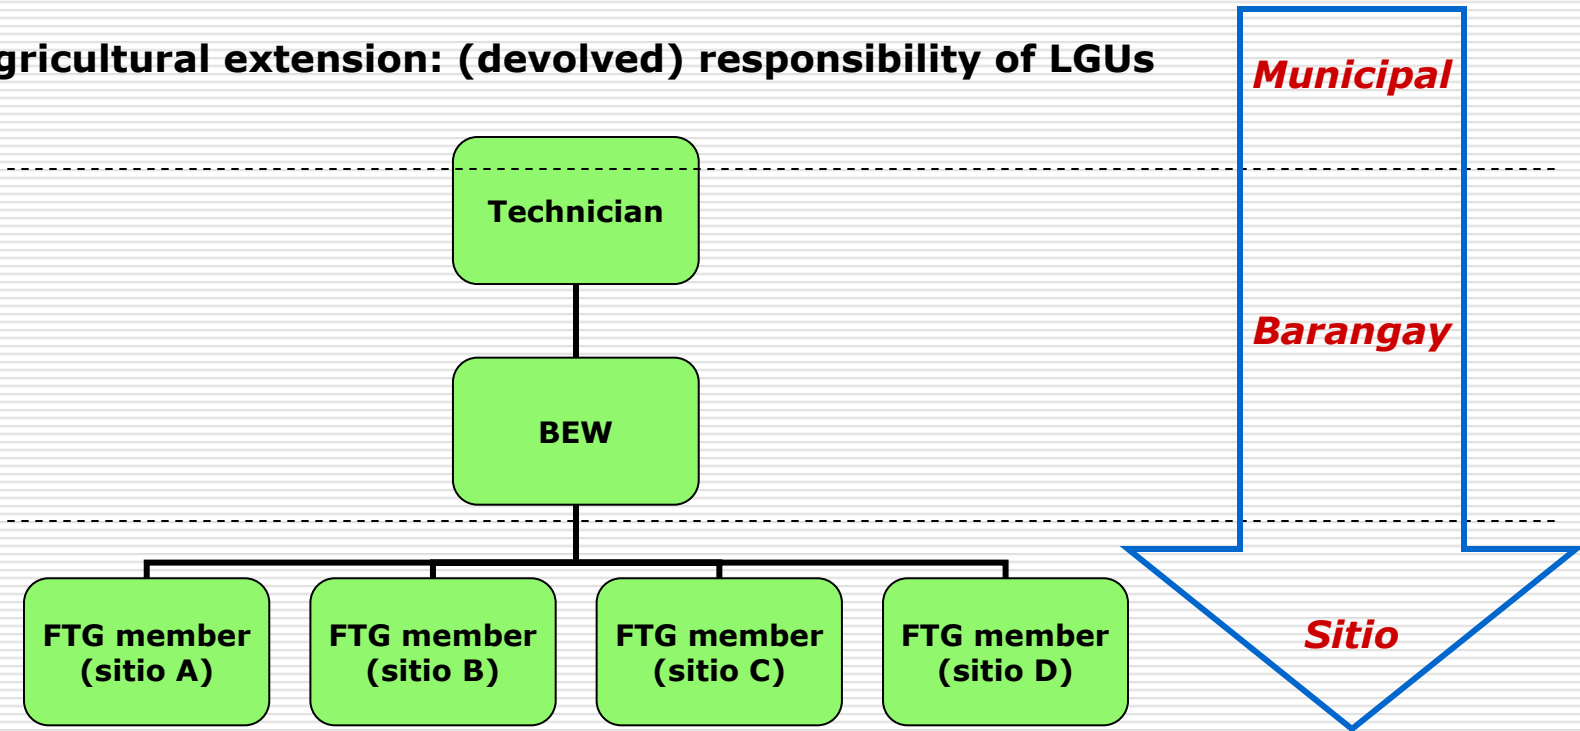 gricultural extension: (devolved) responsibility of LGUs
Municipal
Technician
Barangay
BEW
FTG member
(sitio A)
FTG member
(sitio B)
FTG member
(sitio C)
FTG member
(sitio D)
Sitio